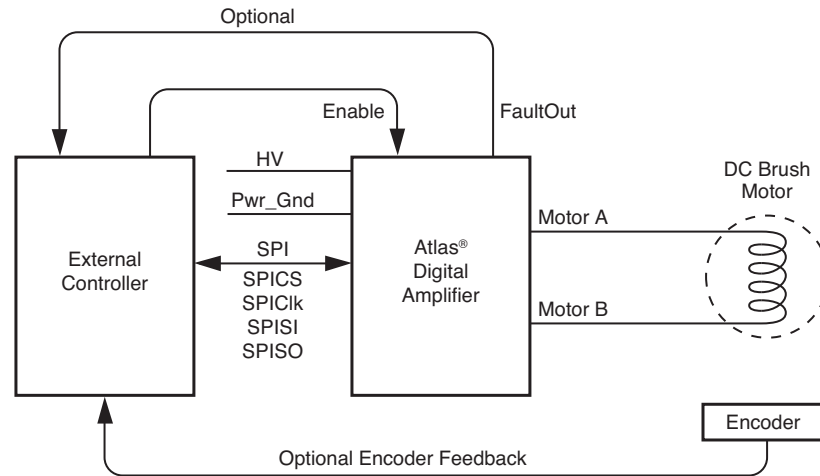 Optional
Enable
FaultOut
HV
Pwr_Gnd
DC Brush
Motor
Motor A
External
Controller
SPI
SPICS
SPIClk
SPISI
SPISO
Atlas®
Digital
Amplifier
Motor B
Encoder
Optional Encoder Feedback